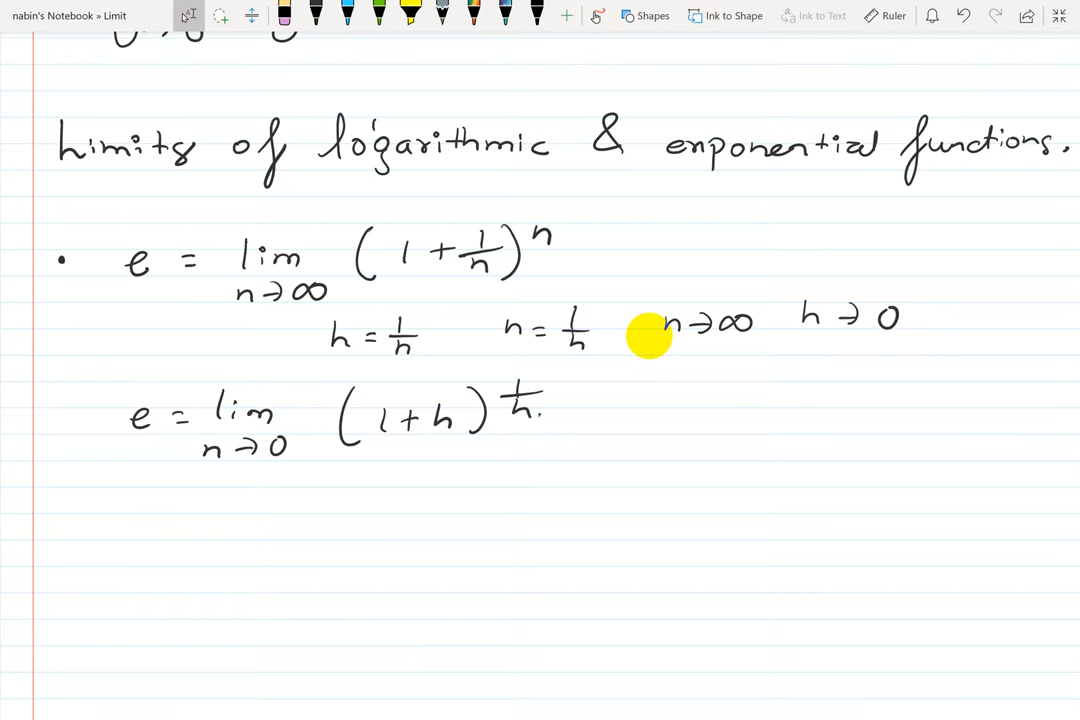 nabin's Notebook » Limit Shapes Ink to Shape Ink to Text Ruler
Limits of logarithmic & exponential functions.
• e = lim n→∞ (1 + 1/n)^n
h = 1/n n = 1/h n→∞ h→0
e = lim n→0 (1 + h)^1/h.